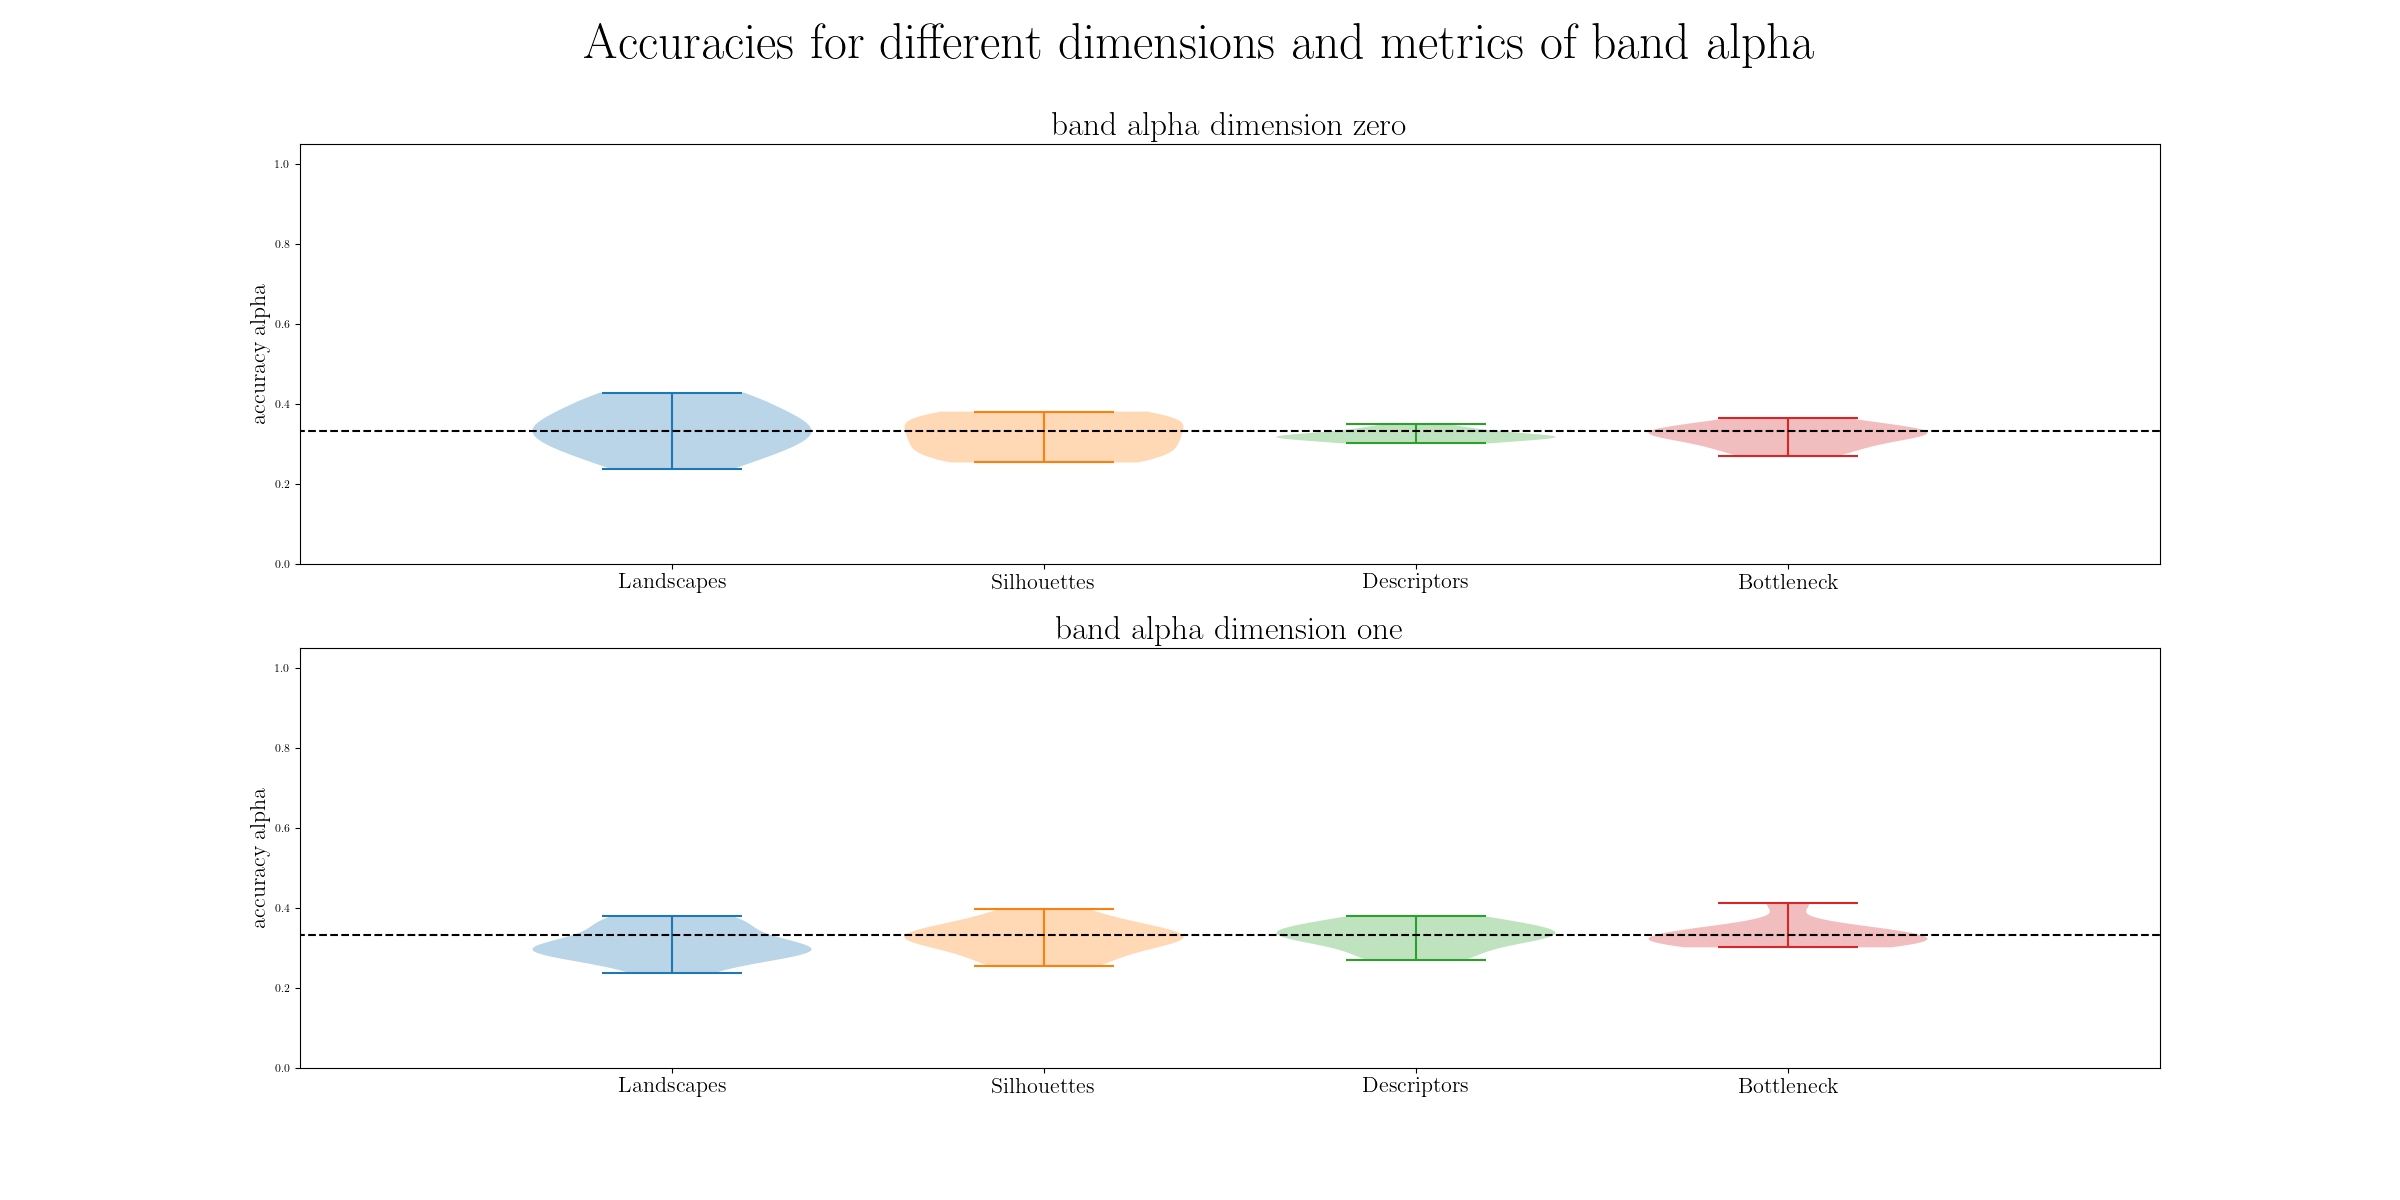 Accuracies for different dimensions and metrics of band alpha
band alpha dimension zero
accuracy alpha
1.0
0.8
0.6
0.4
0.2
0.0
Landscapes Silhouettes Descriptors Bottleneck
band alpha dimension one
accuracy alpha
1.0
0.8
0.6
0.4
0.2
0.0
Landscapes Silhouettes Descriptors Bottleneck